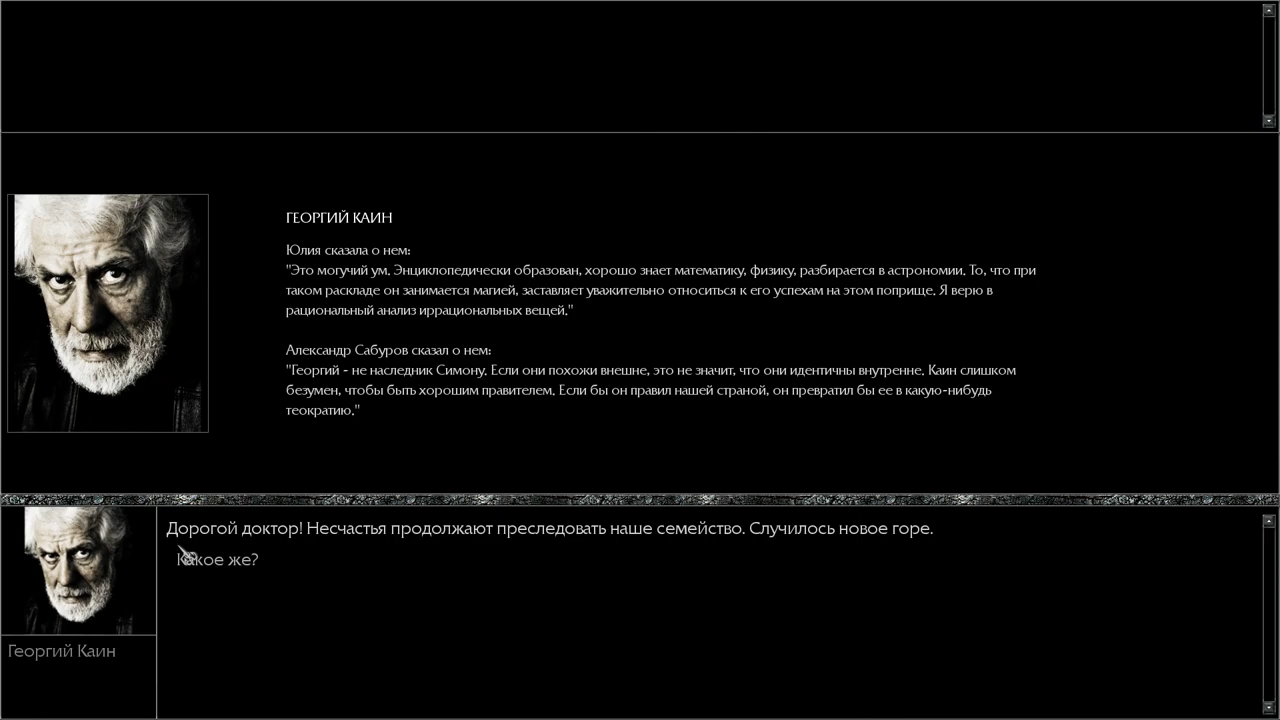 ГЕОРГИЙ КАИН
Юлия сказала о нем:
"Это могучий ум. Энциклопедически образован, хорошо знает математику, физику, разбирается в астрономии. То, что при
таком раскладе он занимается магией, заставляет уважительно относиться к его успехам на этом поприще. Я верю в
рациональный анализ иррациональных вещей."
Александр Сабуров сказал о нем:
"Георгий - не наследник Симону. Если они похожи внешне, это не значит, что они идентичны внутренне. Каин слишком
безумен, чтобы быть хорошим правителем. Если бы он правил нашей страной, он превратил бы ее в какую-нибудь
теократию."
Дорогой доктор! Несчастья продолжают преследовать наше семейство. Случилось новое горе.
Какое же?
Георгий Каин